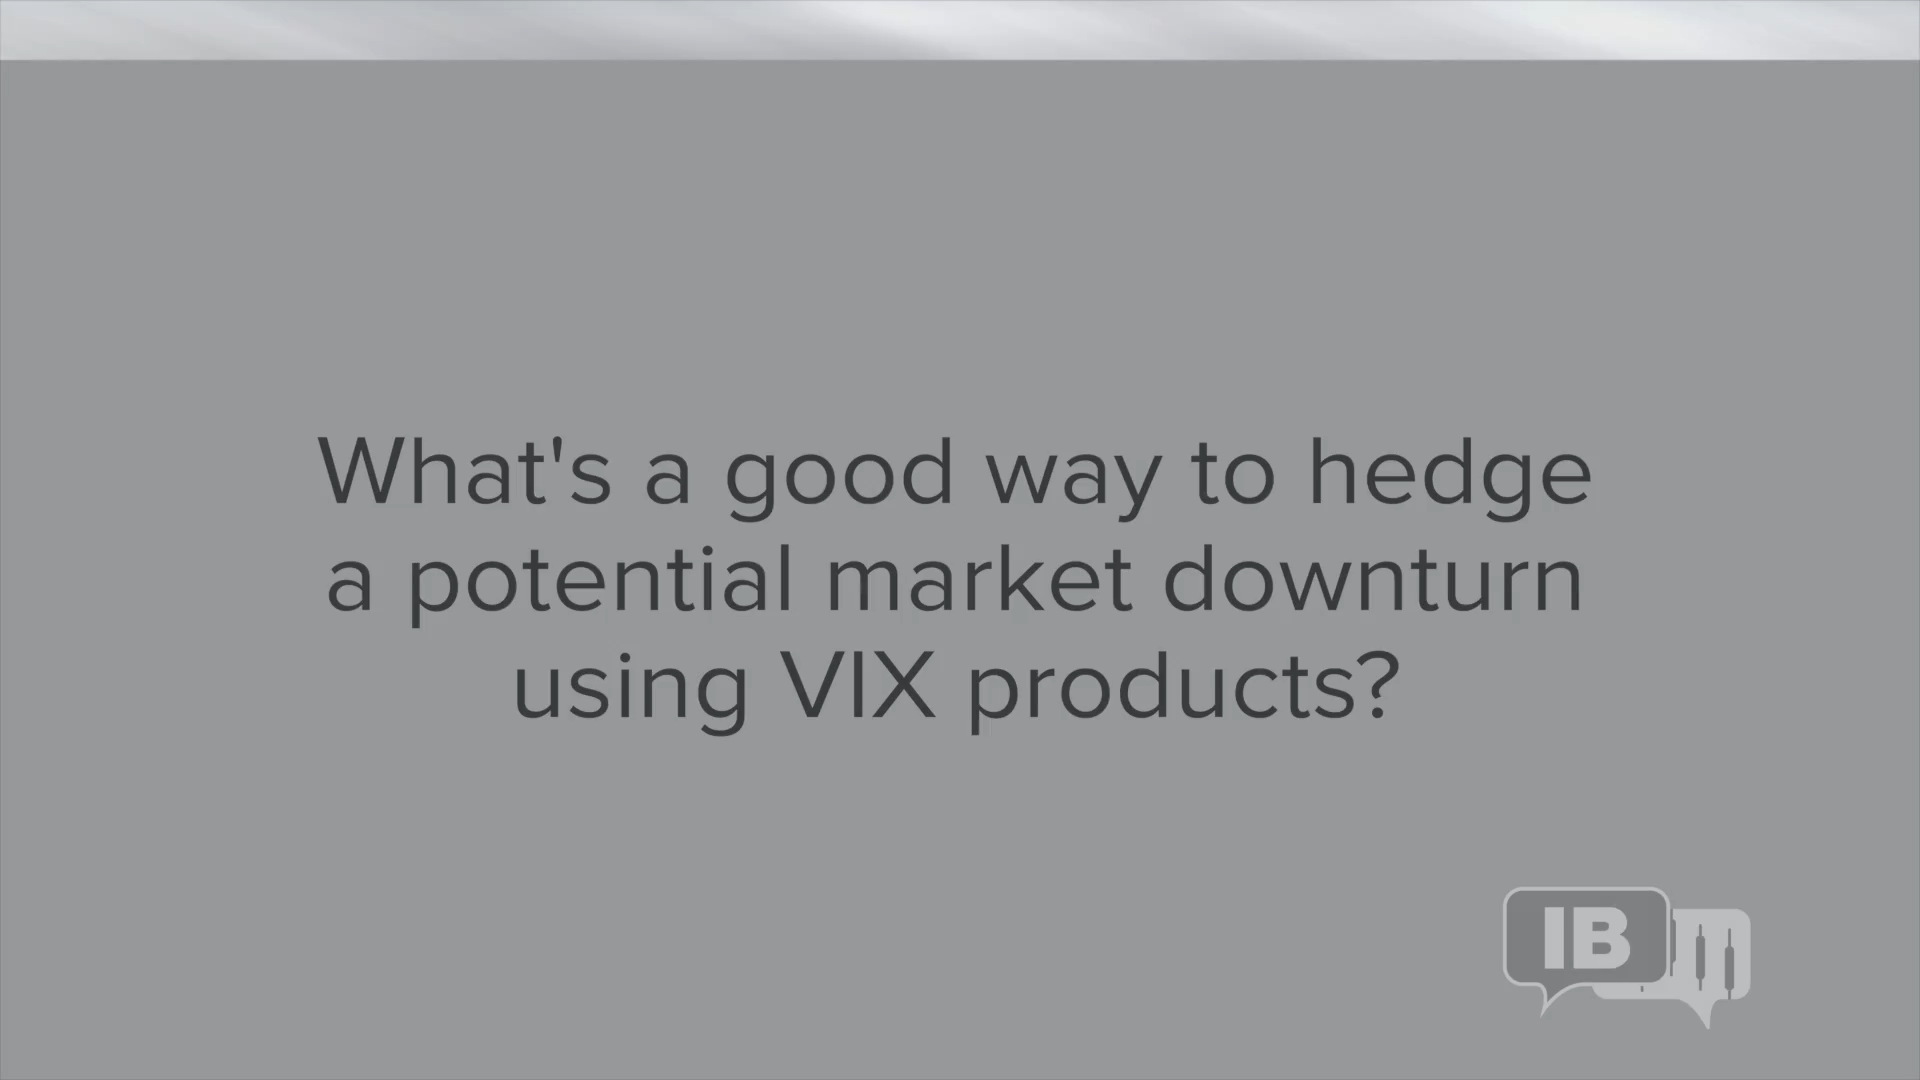 What's a good way to hedge
a potential market downturn
using VIX products?
IB